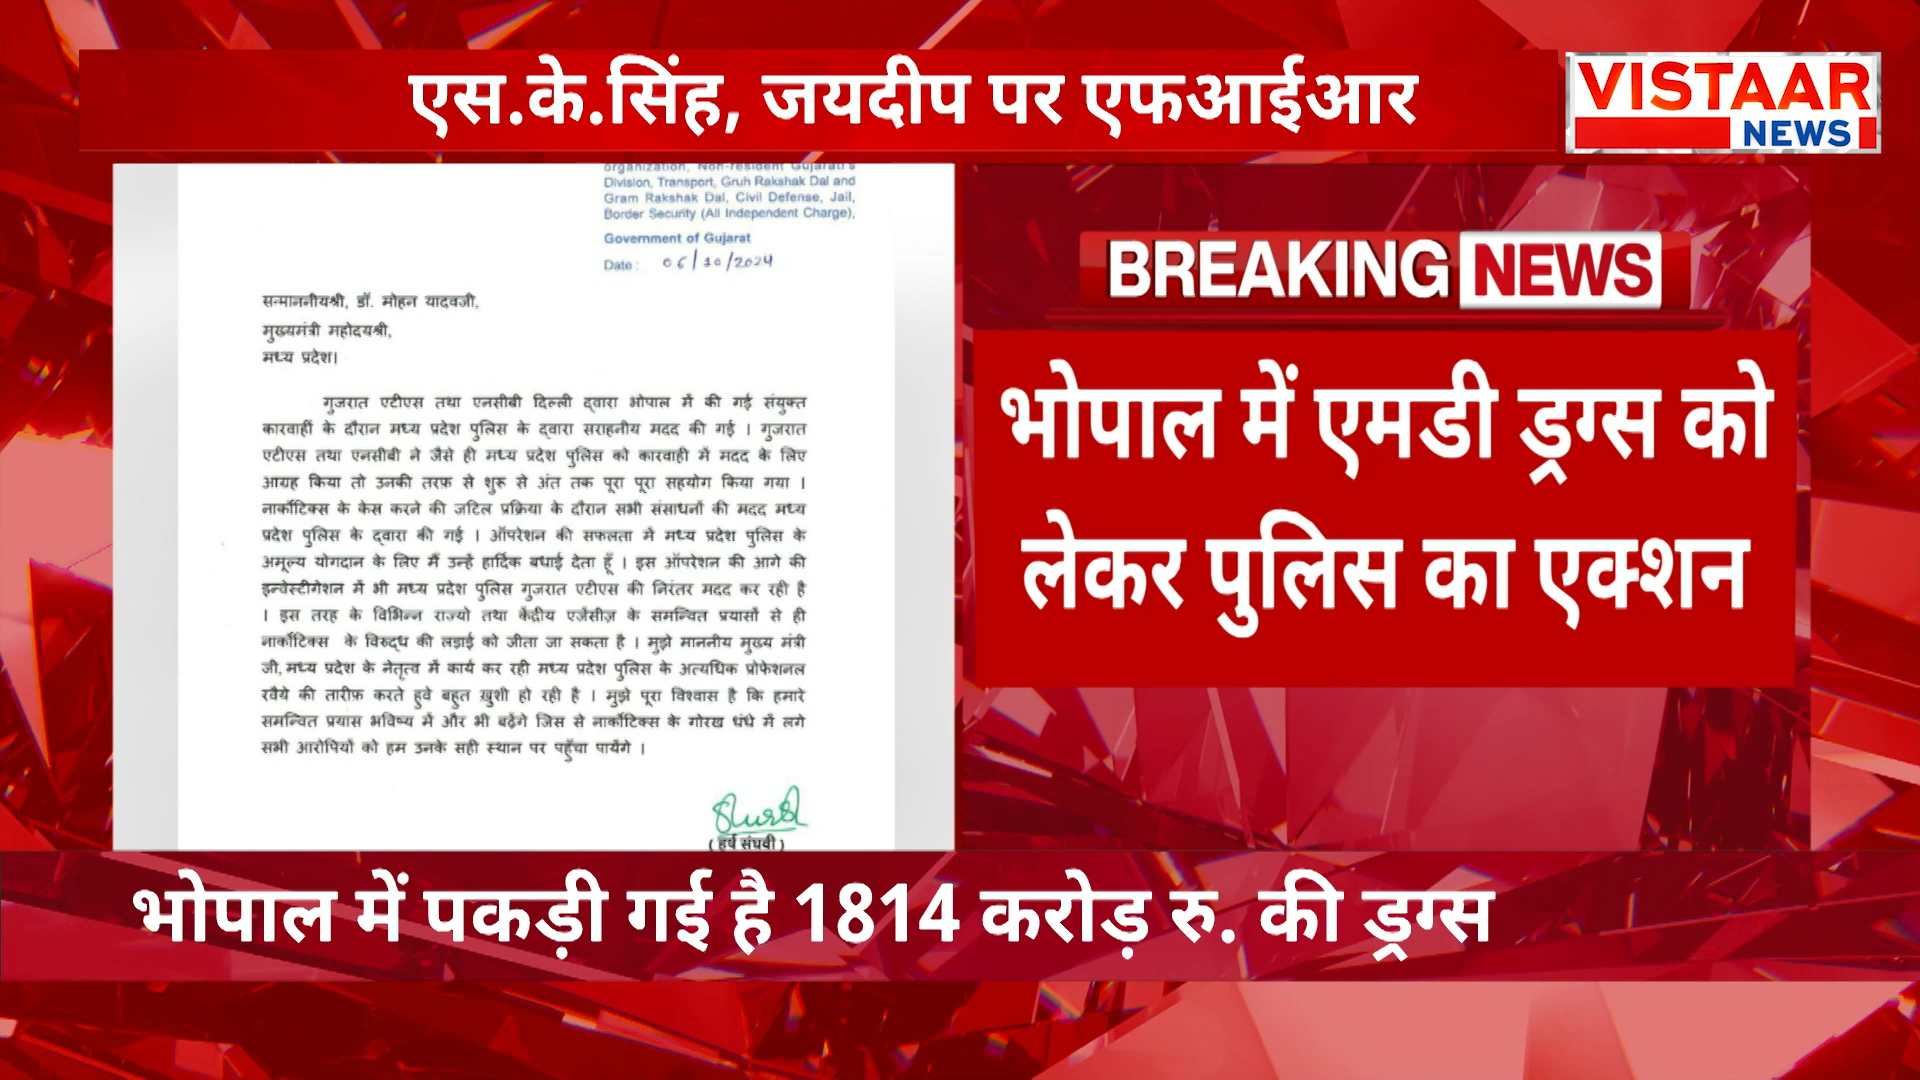 एस.के.सिंह, जयदीप पर एफआईआर
VISTAAR
NEWS
organization, Non-resident Gujarati's
Division, Transport, Gruh Rakshak Dal and
Gram Rakshak Dal, Civil Defense, Jail,
Border Security (All Independent Charge),
Government of Gujarat
Date : 06/10/2024
सन्माननीयश्री, डॉ. मोहन यादवजी,
मुख्यमंत्री महोदयश्री,
मध्य प्रदेश।
गुजरात एटीएस तथा एनसीबी दिल्ली द्वारा भोपाल में की गई संयुक्त
कारवाही के दौरान मध्य प्रदेश पुलिस के द्वारा सराहनीय मदद की गई । गुजरात
एटीएस तथा एनसीबी ने जैसे ही मध्य प्रदेश पुलिस को कारवाही में मदद के लिए
आग्रह किया तो उनकी तरफ़ से शुरू से अंत तक पूरा पूरा सहयोग किया गया ।
नार्कोटिक्स के केस करने की जटिल प्रक्रिया के दौरान सभी संसाधनों की मदद मध्य
प्रदेश पुलिस के द्वारा की गई । ऑपरेशन की सफलता में मध्य प्रदेश पुलिस के
अमूल्य योगदान के लिए मैं उन्हें हार्दिक बधाई देता हूँ । इस ऑपरेशन की आगे की
इन्वेस्टीगेशन में भी मध्य प्रदेश पुलिस गुजरात एटीएस की निरंतर मदद कर रही है
। इस तरह के विभिन्न राज्यो तथा केंद्रीय एजेंसीज़ के समन्वित प्रयासों से ही
नार्कोटिक्स के विरुद्ध की लड़ाई को जीता जा सकता है । मुझे माननीय मुख्य मंत्री
जी, मध्य प्रदेश के नेतृत्व में कार्य कर रही मध्य प्रदेश पुलिस के अत्यधिक प्रोफेशनल
रवैये की तारीफ़ करते हुवे बहुत ख़ुशी हो रही है । मुझे पूरा विश्वास है कि हमारे
समन्वित प्रयास भविष्य में और भी बढ़ेंगे जिस से नार्कोटिक्स के गोरख धंधे में लगे
सभी आरोपियों को हम उनके सही स्थान पर पहुँचा पायेंगे ।
( हर्ष संघवी )
BREAKING NEWS
भोपाल में एमडी ड्रग्स को
लेकर पुलिस का एक्शन
भोपाल में पकड़ी गई है 1814 करोड़ रु. की ड्रग्स